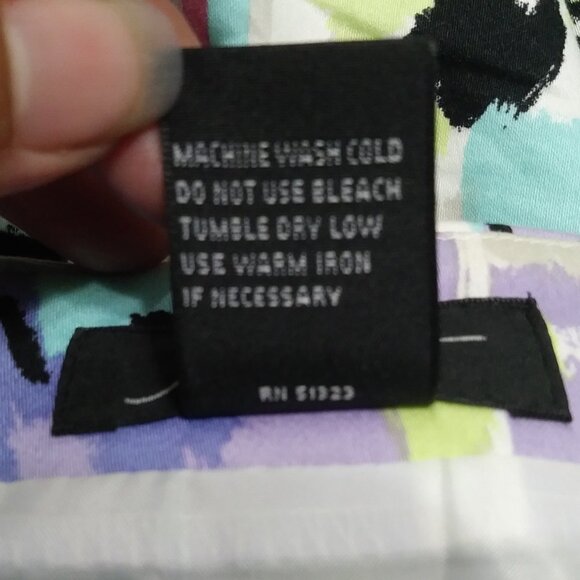 MACHINE WASH COLD
DO NOT USE BLEACH
TUMBLE DRY LOW
USE WARM IRON
IF NECESSARY
RN 51323